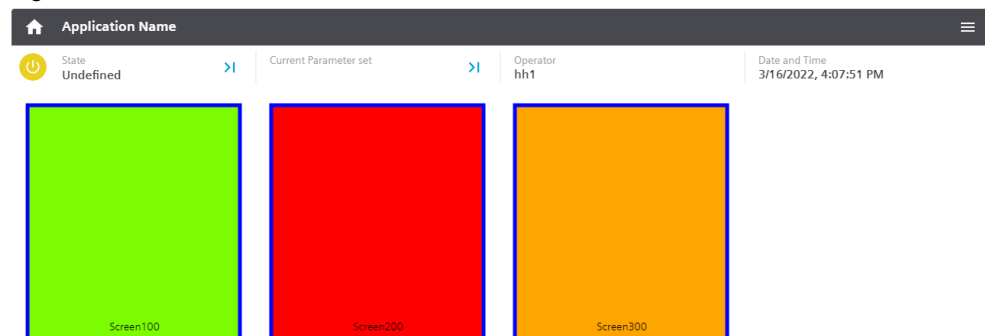 Application Name
State
Undefined
Current Parameter set
Operator
hh1
Date and Time
3/16/2022, 4:07:51 PM
Screen100
Screen200
Screen300